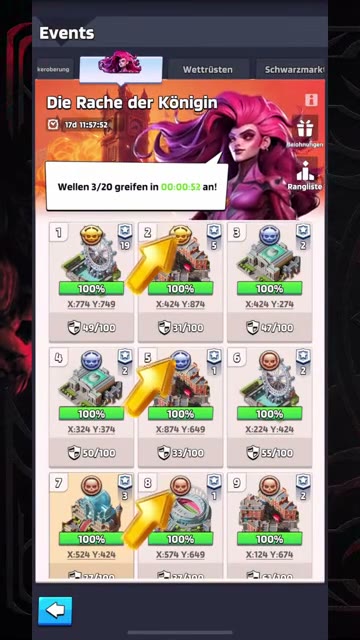 Events
keroberung
Wettrüsten
Schwarzmarkt
Die Rache der Königin
17d 11:57:52
Belohnungen
Wellen 3/20 greifen in 00:00:52 an!
Rangliste
1
19
2
5
3
2
100%
100%
100%
X:774 Y:749
X:424 Y:874
X:424 Y:274
49/100
31/100
47/100
4
2
5
1
6
2
100%
100%
100%
X:324 Y:374
X:874 Y:649
X:224 Y:424
50/100
33/100
55/100
7
3
8
1
9
2
100%
100%
100%
X:524 Y:424
X:574 Y:649
X:124 Y:674